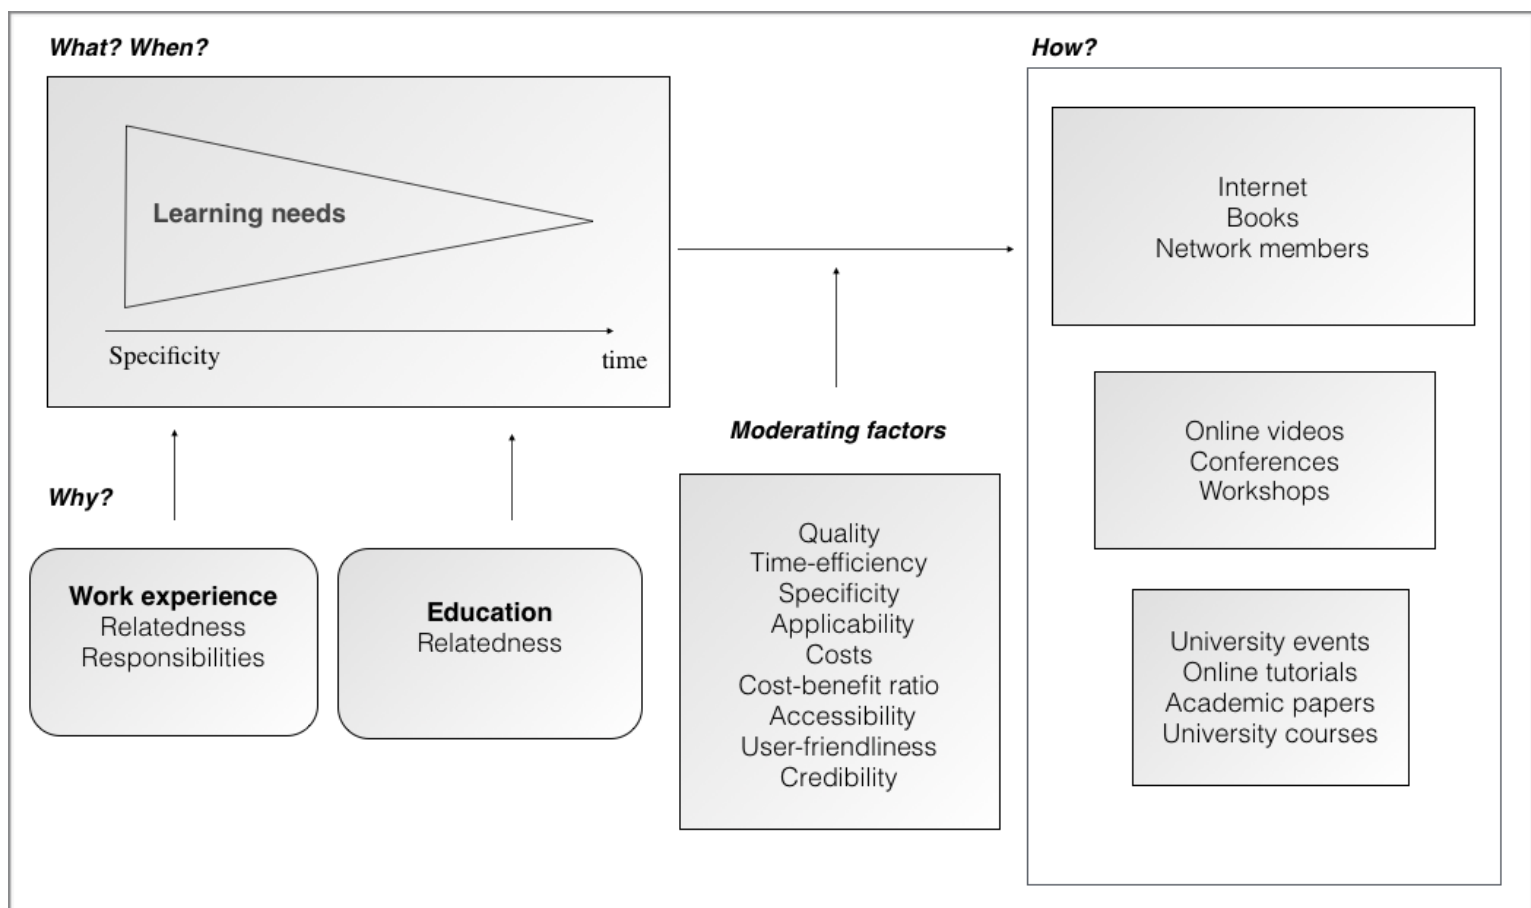 What? When?
Learning needs
Specificity
time
Why?
Work experience
Relatedness
Responsibilities
Education
Relatedness
Moderating factors
Quality
Time-efficiency
Specificity
Applicability
Costs
Cost-benefit ratio
Accessibility
User-friendliness
Credibility
How?
Internet
Books
Network members
Online videos
Conferences
Workshops
University events
Online tutorials
Academic papers
University courses